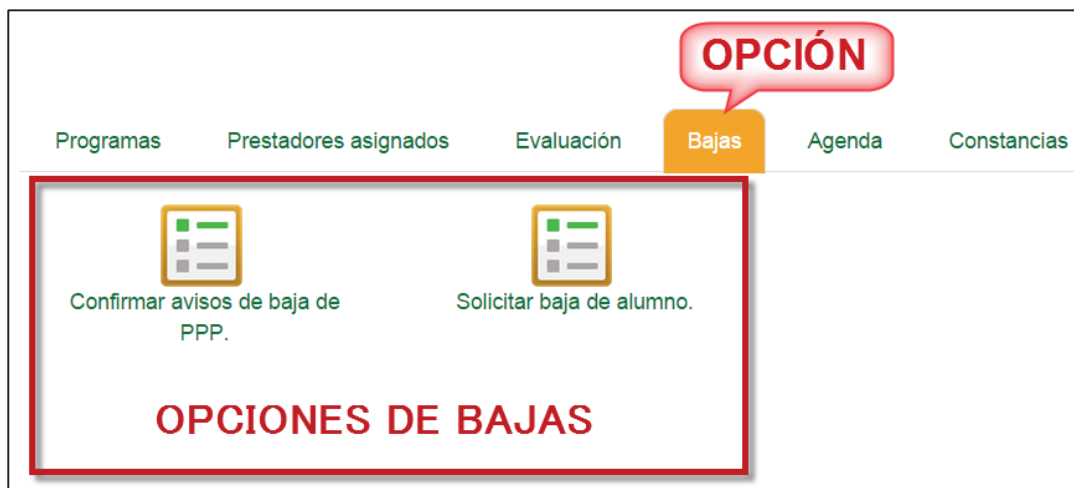 OPCIÓN
Programas Prestadores asignados Evaluación Bajas Agenda Constancias
Confirmar avisos de baja de Solicitar baja de alumno.
PPP.
OPCIONES DE BAJAS